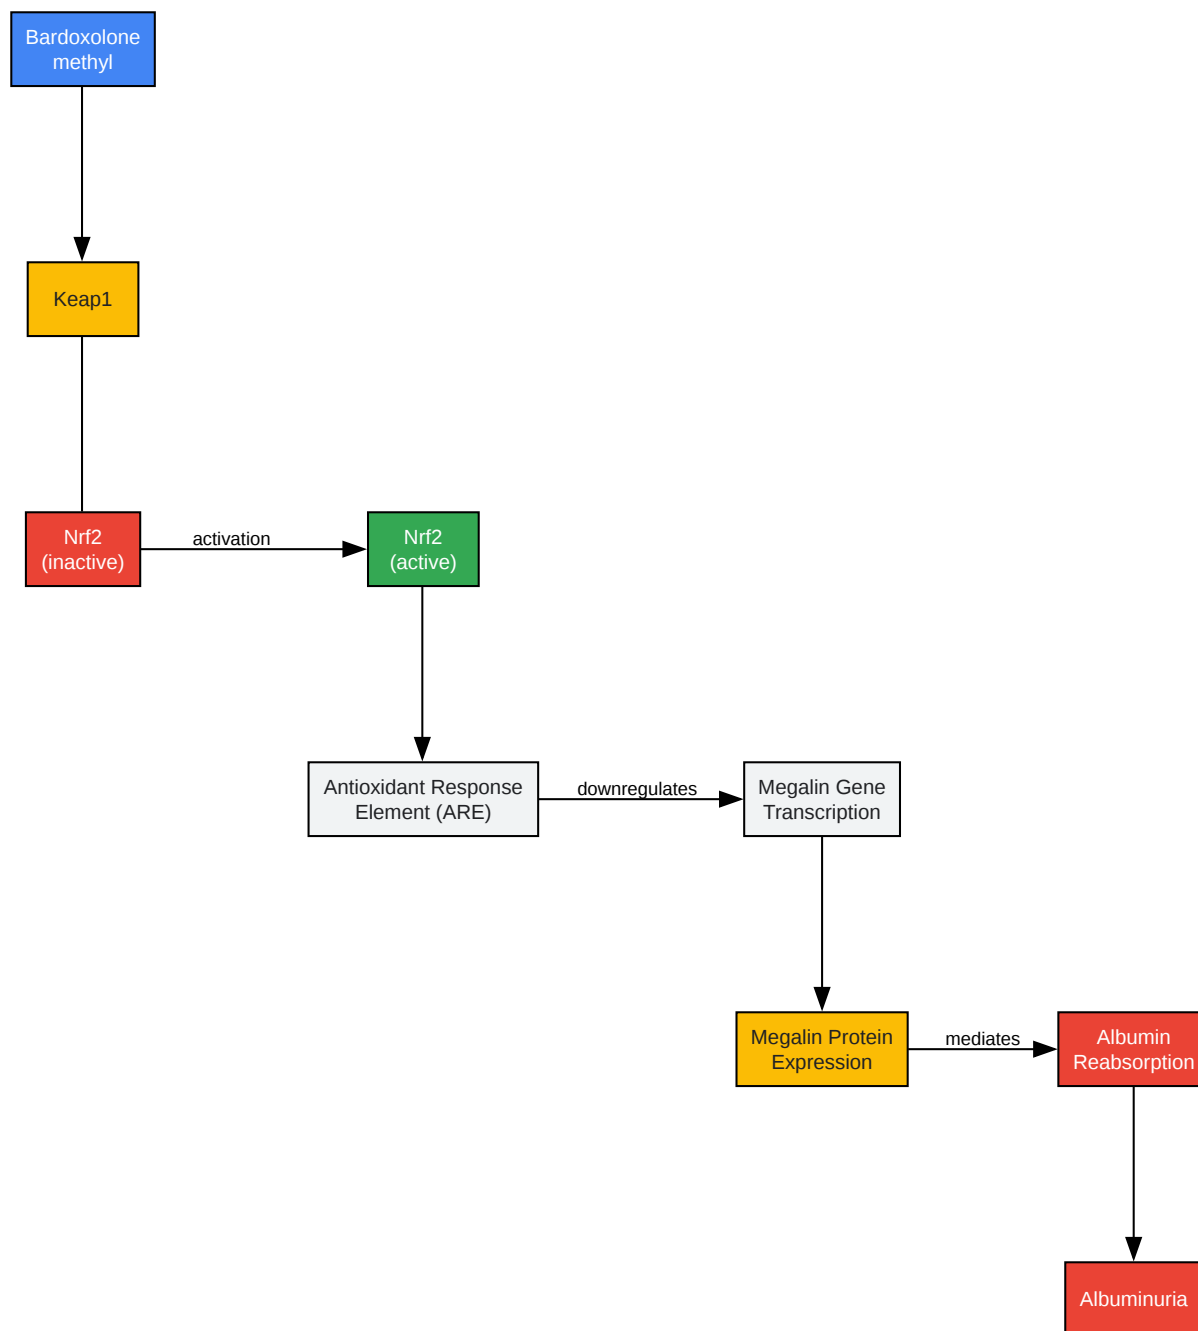 Bardoxolone
methyl
Keap1
Nrf2
(inactive)
activation
Nrf2
(active)
Antioxidant Response
Element (ARE)
downregulates
Megalin Gene
Transcription
Megalin Protein
Expression
mediates
Albumin
Reabsorption
Albuminuria